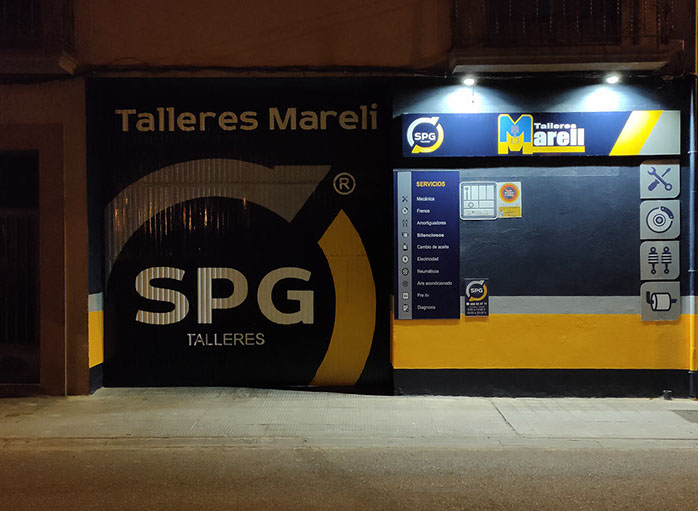 Talleres Mareli
®
SPG
TALLERES
SPG
Talleres
Mareli
SERVICIOS
Mecánica
Frenos
Amortiguadores
Silenciosos
Cambio de aceite
Electricidad
Neumáticos
Aire acondicionado
Pre itv
Diagnosis
SPG